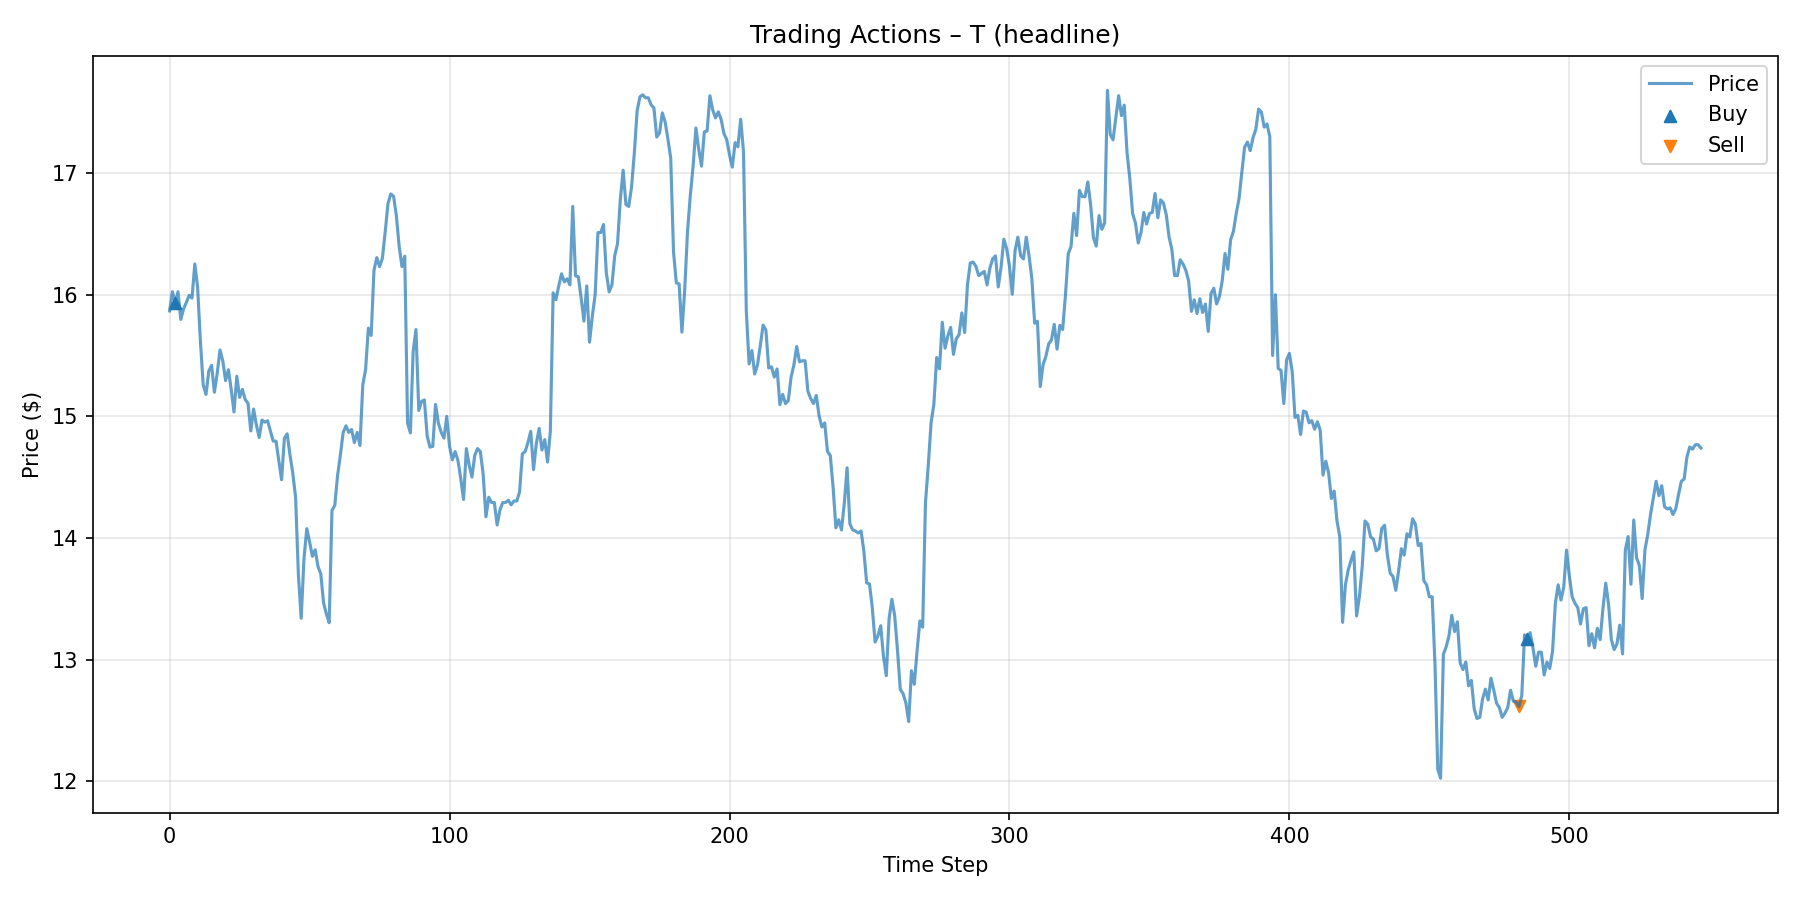 Trading Actions – T (headline)
Price
Buy
Sell
Price ($)
17
16
15
14
13
12
0 100 200 300 400 500
Time Step